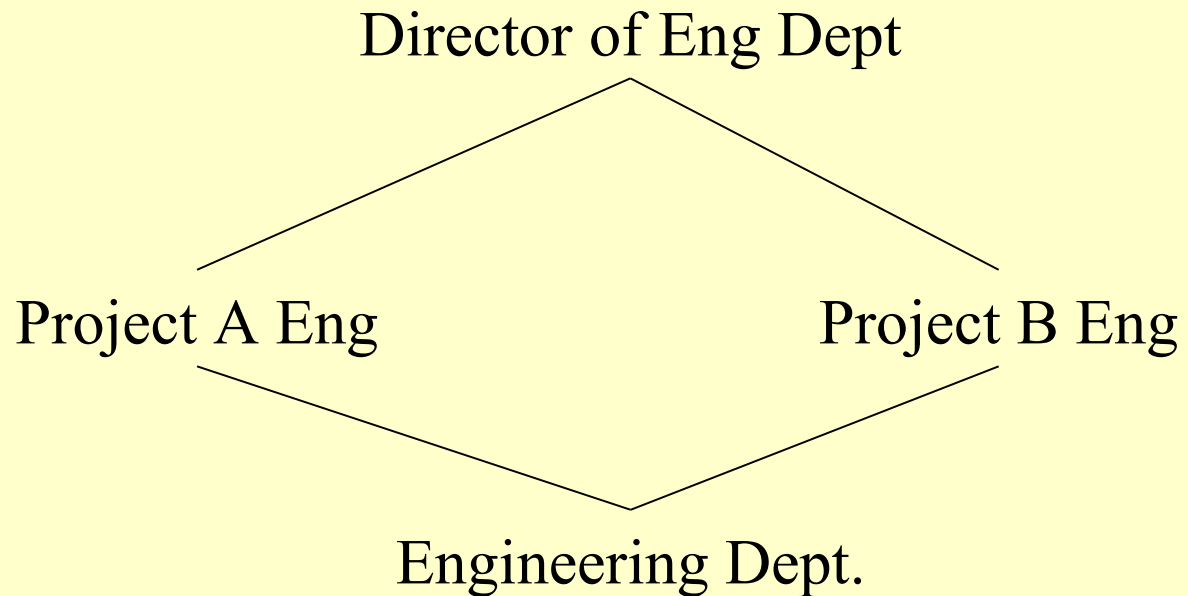 Director of Eng Dept
Project A Eng
Project B Eng
Engineering Dept.